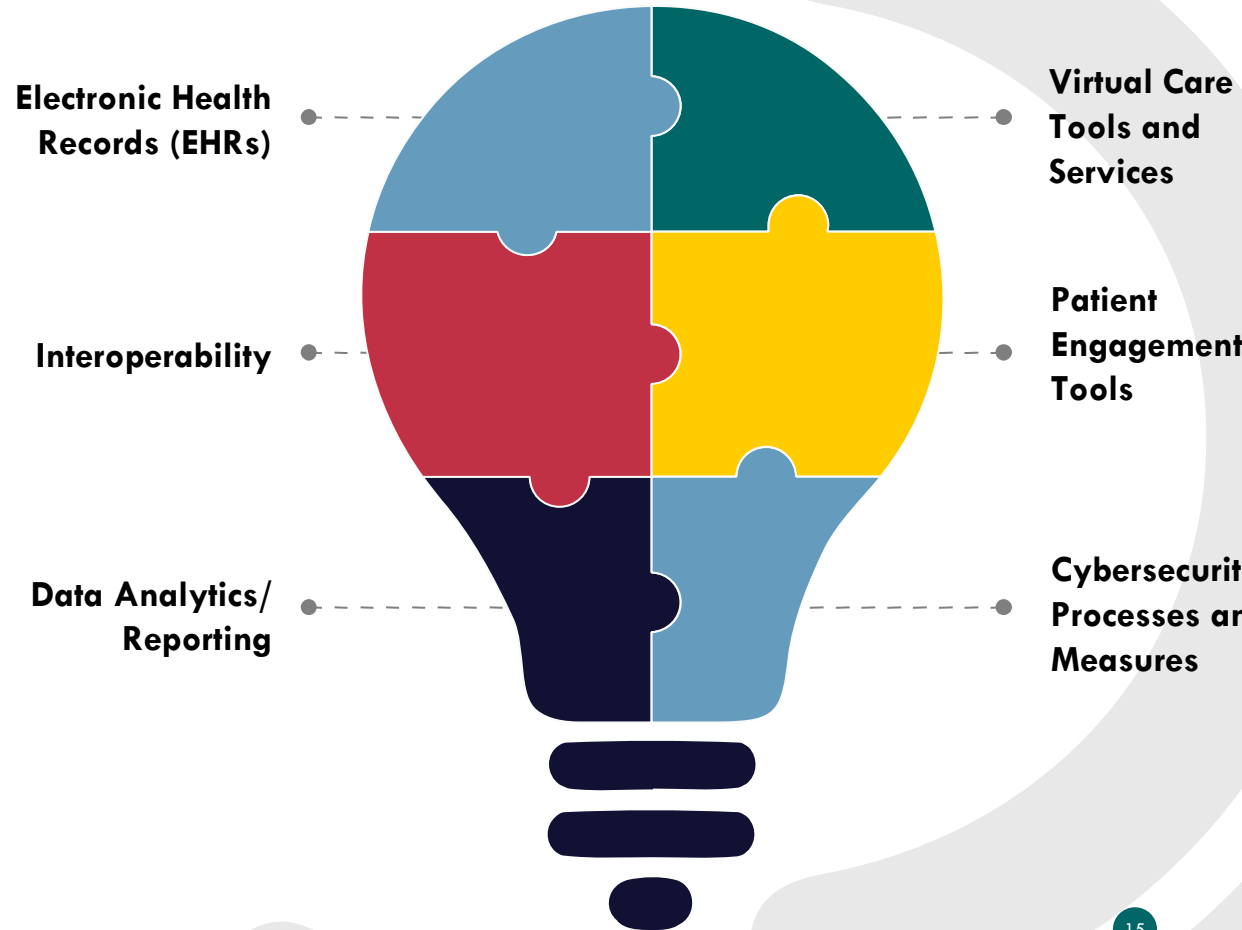 Electronic Health
Records (EHRs)
Interoperability
Data Analytics/
Reporting
Virtual Care
Tools and
Services
Patient
Engagement
Tools
Cybersecurit
Processes an
Measures
15